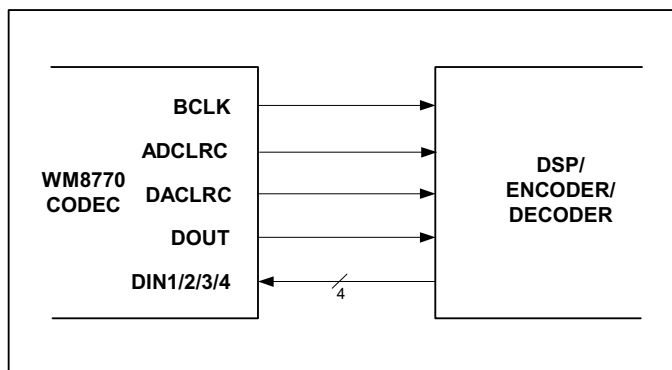 BCLK
ADCLRC
WM8770
CODEC
DACLRC
DOUT
DIN1/2/3/4
4
DSP/
ENCODER/
DECODER